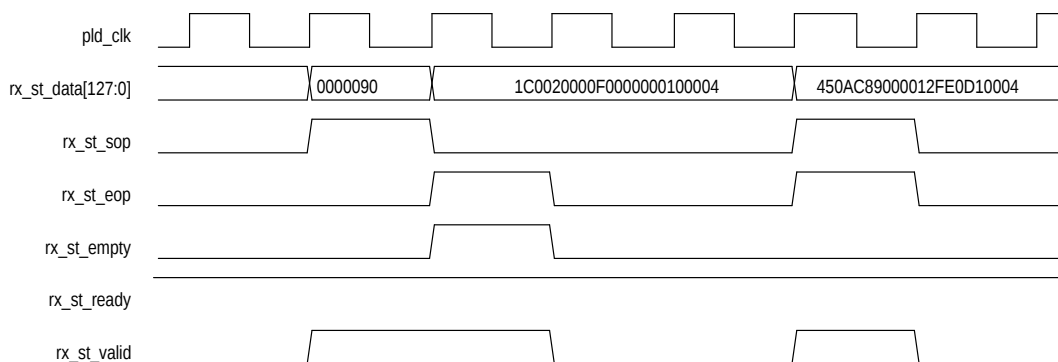 pld_clk
rx_st_data[127:0] 0000090 1C0020000F0000000100004 450AC89000012FE0D10004
rx_st_sop
rx_st_eop
rx_st_empty
rx_st_ready
rx_st_valid